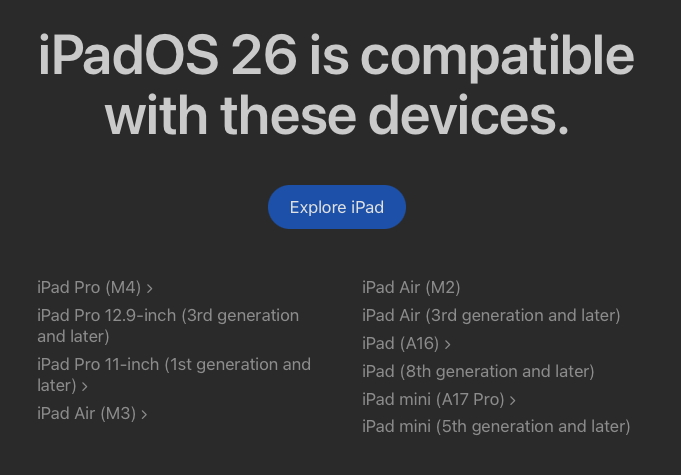 iPadOS 26 is compatible
with these devices.
Explore iPad
iPad Pro (M4) >
iPad Pro 12.9-inch (3rd generation
and later)
iPad Pro 11-inch (1st generation and
later) >
iPad Air (M3) >
iPad Air (M2)
iPad Air (3rd generation and later)
iPad (A16) >
iPad (8th generation and later)
iPad mini (A17 Pro) >
iPad mini (5th generation and later)